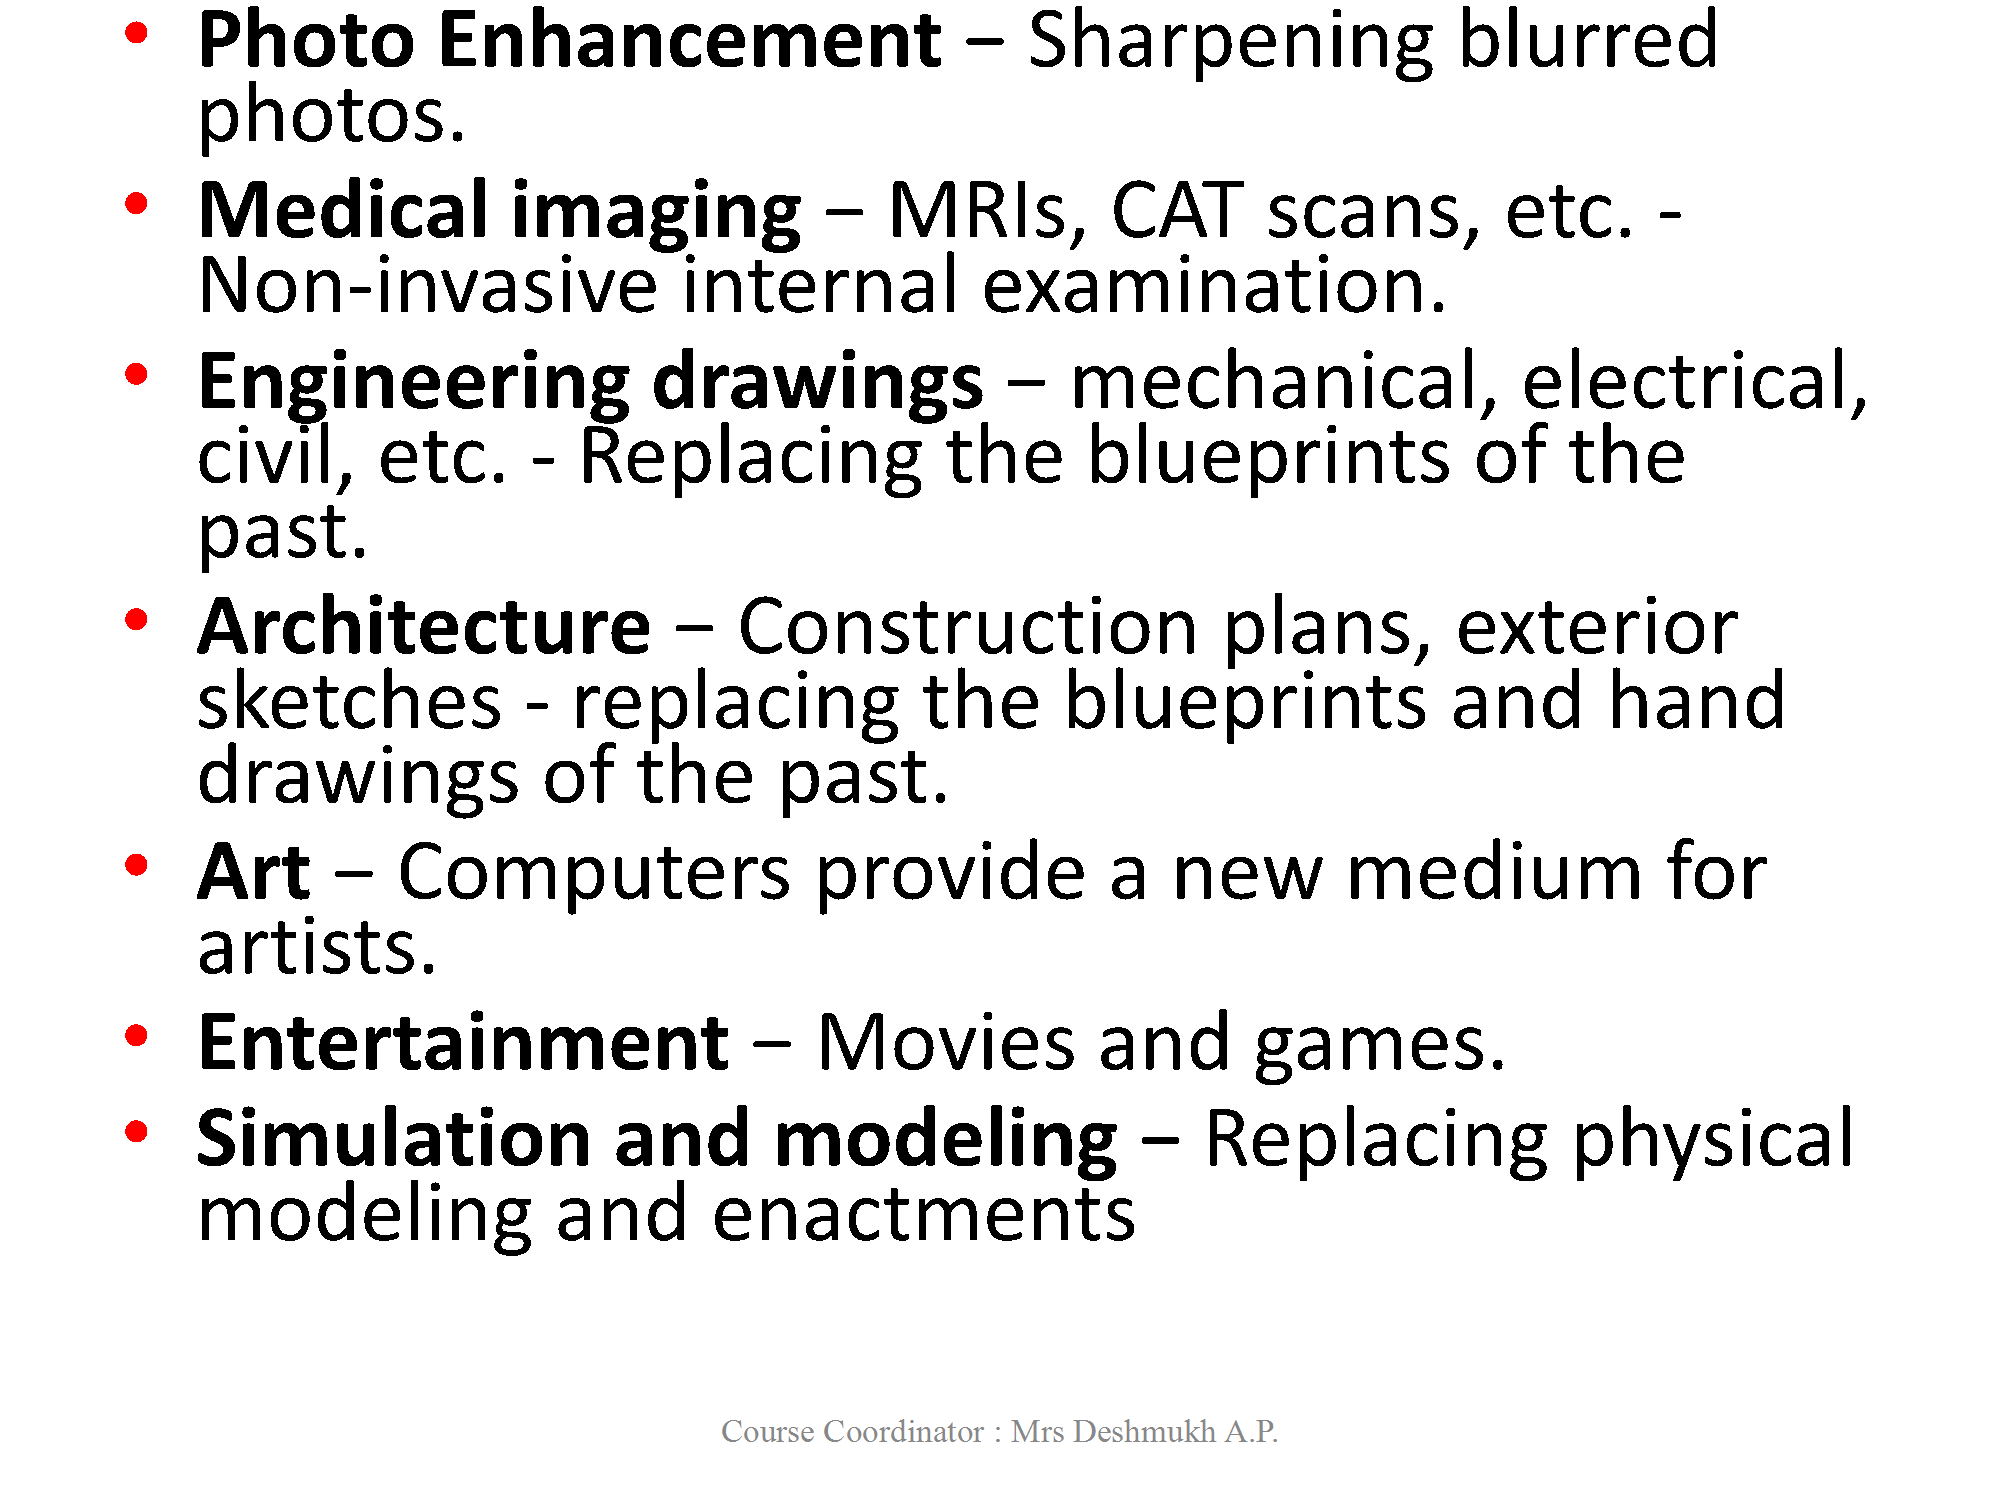 • Photo Enhancement – Sharpening blurred
photos.
• Medical imaging – MRIs, CAT scans, etc. -
Non-invasive internal examination.
• Engineering drawings – mechanical, electrical,
civil, etc. - Replacing the blueprints of the
past.
• Architecture – Construction plans, exterior
sketches - replacing the blueprints and hand
drawings of the past.
• Art – Computers provide a new medium for
artists.
• Entertainment – Movies and games.
• Simulation and modeling – Replacing physical
modeling and enactments
Course Coordinator : Mrs Deshmukh A.P.